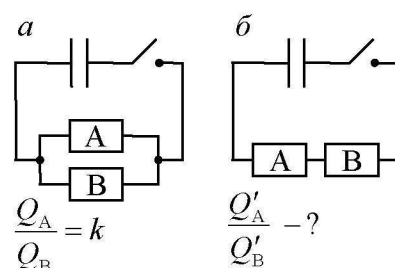 а б
A
B
A B
Q_A / Q_B = k
Q'_A / Q'_B – ?